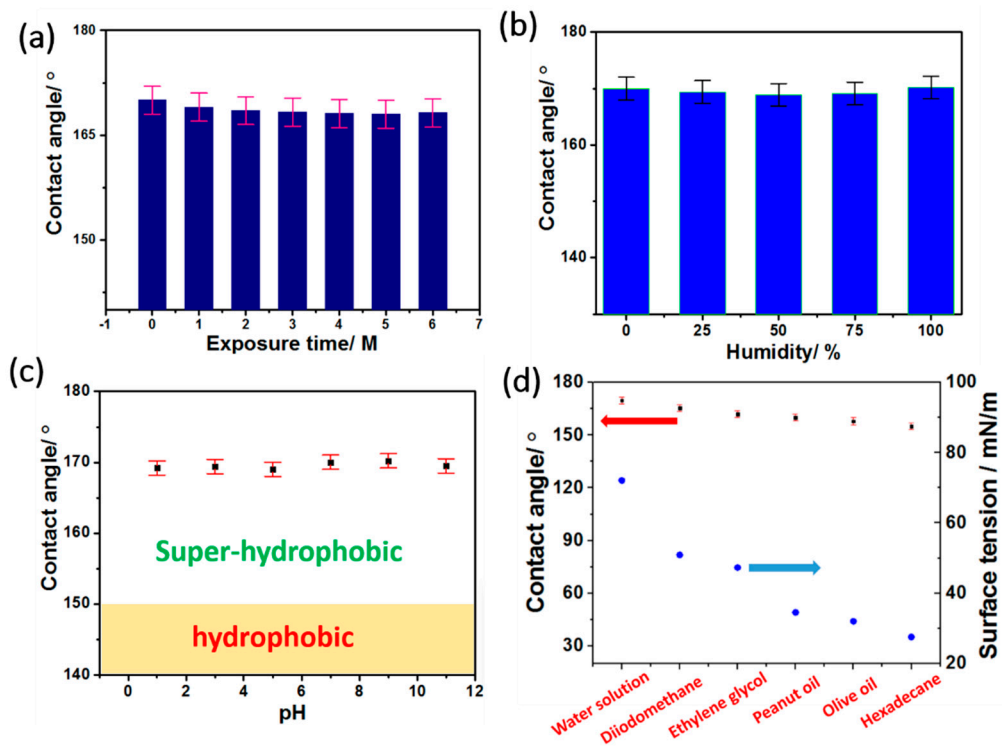 (a)
Contact angle/ °
180
165
150
-1 0 1 2 3 4 5 6 7
Exposure time/ M
(b)
Contact angle/ °
180
160
140
0 25 50 75 100
Humidity/ %
(c)
Contact angle/ °
180
170
160
150
140
Super-hydrophobic
hydrophobic
0 2 4 6 8 10 12
pH
(d)
Contact angle/ °
180
150
120
90
60
30
100
80
60
40
20
Surface tension / mN/m
Water solution
Diiodomethane
Ethylene glycol
Peanut oil
Olive oil
Hexadecane